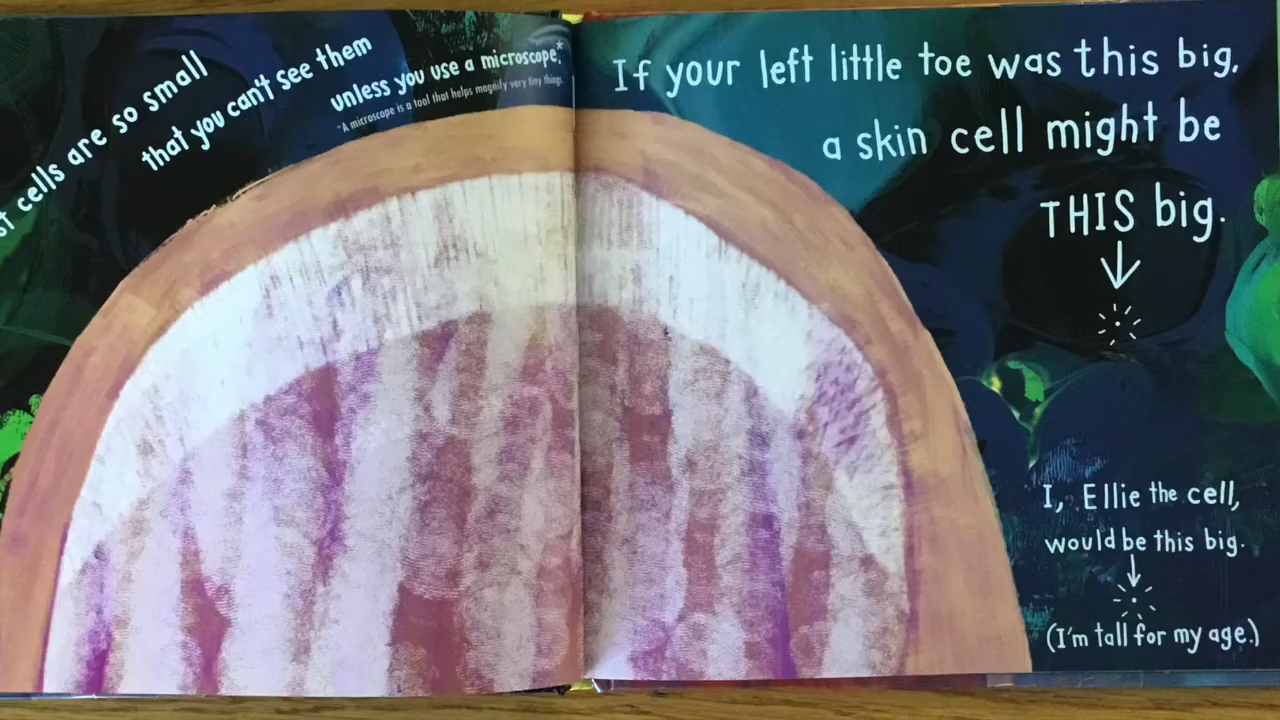 cells are so small
that you can't see them
unless you use a microscope.*
*A microscope is a tool that helps magnify very tiny things.
If your left little toe was this big,
a skin cell might be
THIS big.
I, Ellie the cell,
would be this big.
(I'm tall for my age.)